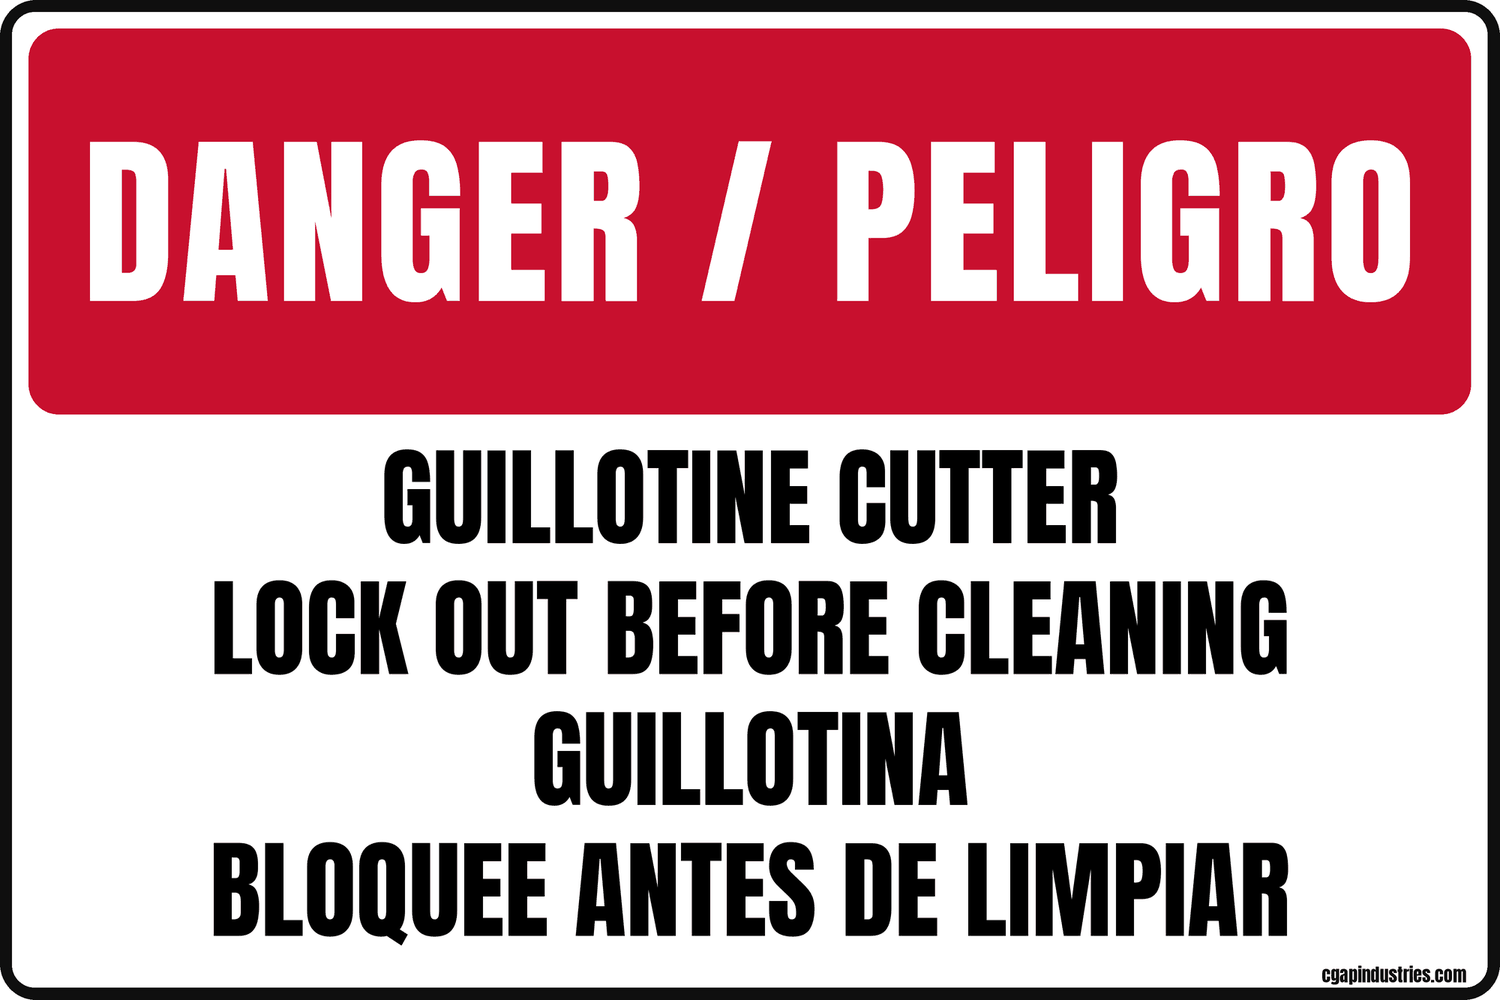 DANGER / PELIGRO
GUILLOTINE CUTTER
LOCK OUT BEFORE CLEANING
GUILLOTINA
BLOQUEE ANTES DE LIMPIAR
cgapindustries.com